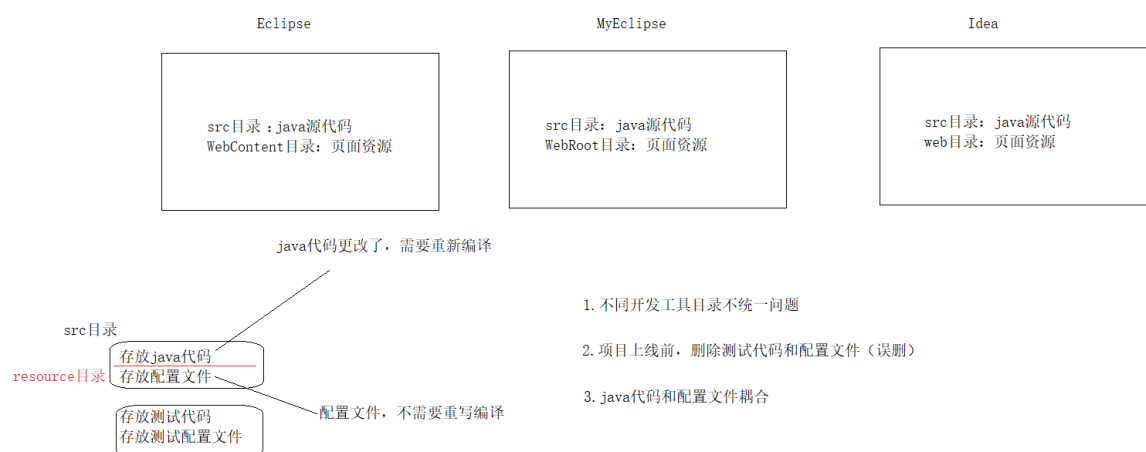 Eclipse
MyEclipse
Idea
src目录：java源代码
WebContent目录：页面资源
src目录：java源代码
WebRoot目录：页面资源
src目录：java源代码
web目录：页面资源
java代码更改了，需要重新编译
1.不同开发工具目录不统一问题
src目录
存放java代码
2.项目上线前，删除测试代码和配置文件（误删）
resource目录
存放配置文件
3.java代码和配置文件耦合
配置文件，不需要重写编译
存放测试代码
存放测试配置文件